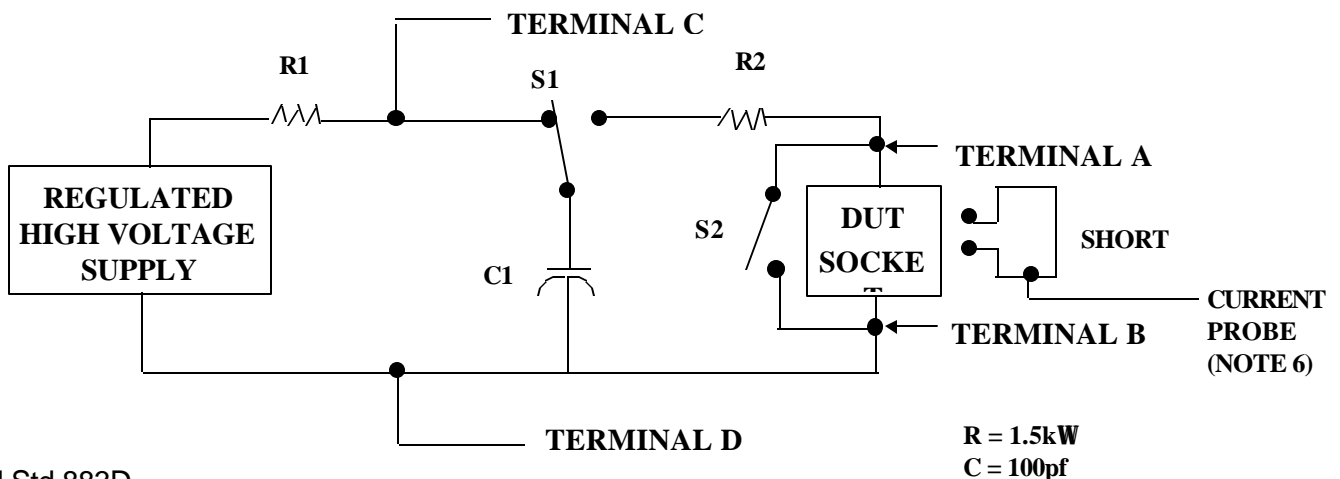 TERMINAL C
R1
S1
R2
TERMINAL A
REGULATED
HIGH VOLTAGE
SUPPLY
DUT
SOCKE
S2
SHORT
C1
CURRENT
PROBE
(NOTE 6)
TERMINAL B
TERMINAL D
R = 1.5kW
C = 100pf